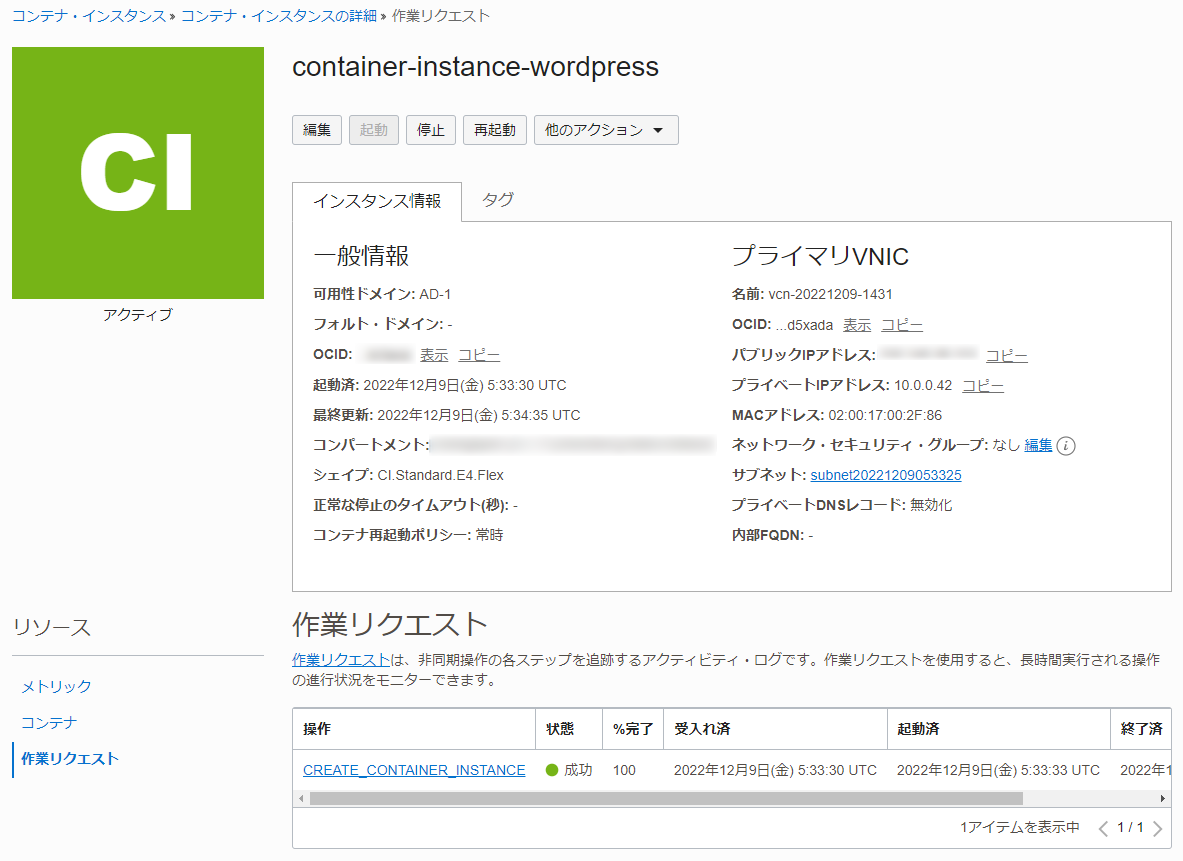 コンテナ・インスタンス » コンテナ・インスタンスの詳細 » 作業リクエスト
CI
アクティブ
container-instance-wordpress
編集 起動 停止 再起動 他のアクション
インスタンス情報 タグ
一般情報
可用性ドメイン: AD-1
フォルト・ドメイン: -
OCID: 表示 コピー
起動済: 2022年12月9日(金) 5:33:30 UTC
最終更新: 2022年12月9日(金) 5:34:35 UTC
コンパートメント:
シェイプ: CI.Standard.E4.Flex
正常な停止のタイムアウト(秒): -
コンテナ再起動ポリシー: 常時
プライマリVNIC
名前: vcn-20221209-1431
OCID: ...d5xada 表示 コピー
パブリックIPアドレス: コピー
プライベートIPアドレス: 10.0.0.42 コピー
MACアドレス: 02:00:17:00:2F:86
ネットワーク・セキュリティ・グループ: なし 編集 i
サブネット: subnet20221209053325
プライベートDNSレコード: 無効化
内部FQDN: -
リソース
メトリック
コンテナ
作業リクエスト
作業リクエスト
作業リクエストは、非同期操作の各ステップを追跡するアクティビティ・ログです。作業リクエストを使用すると、長時間実行される操作
の進行状況をモニターできます。
操作 状態 %完了 受入れ済 起動済 終了済
CREATE_CONTAINER_INSTANCE 成功 100 2022年12月9日(金) 5:33:30 UTC 2022年12月9日(金) 5:33:33 UTC 2022年1
1アイテムを表示中 1 / 1